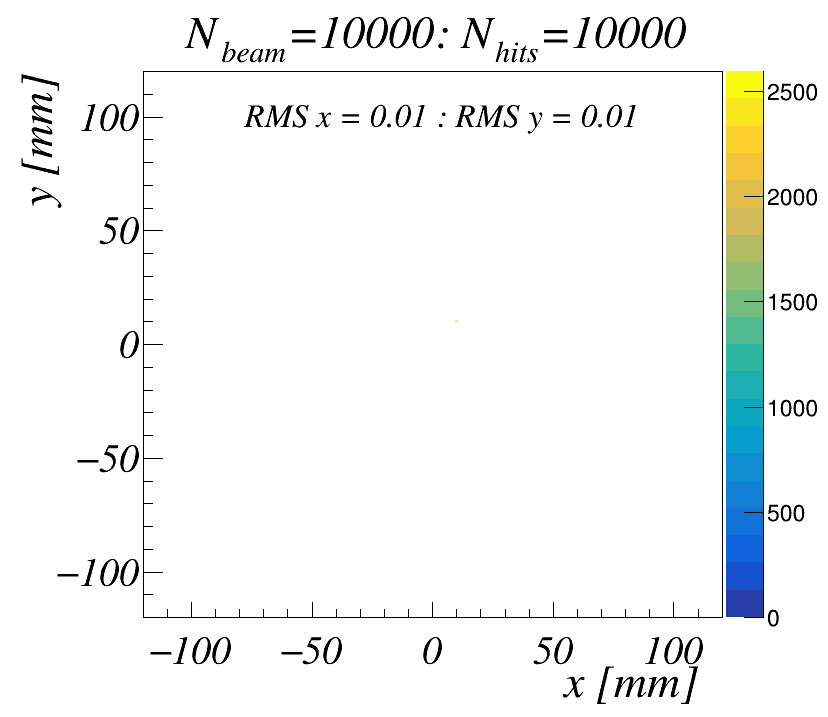 N_beam=10000: N_hits=10000
y [mm]
RMS x = 0.01 : RMS y = 0.01
100
50
0
−50
−100
−100 −50 0 50 100
x [mm]
2500
2000
1500
1000
500
0